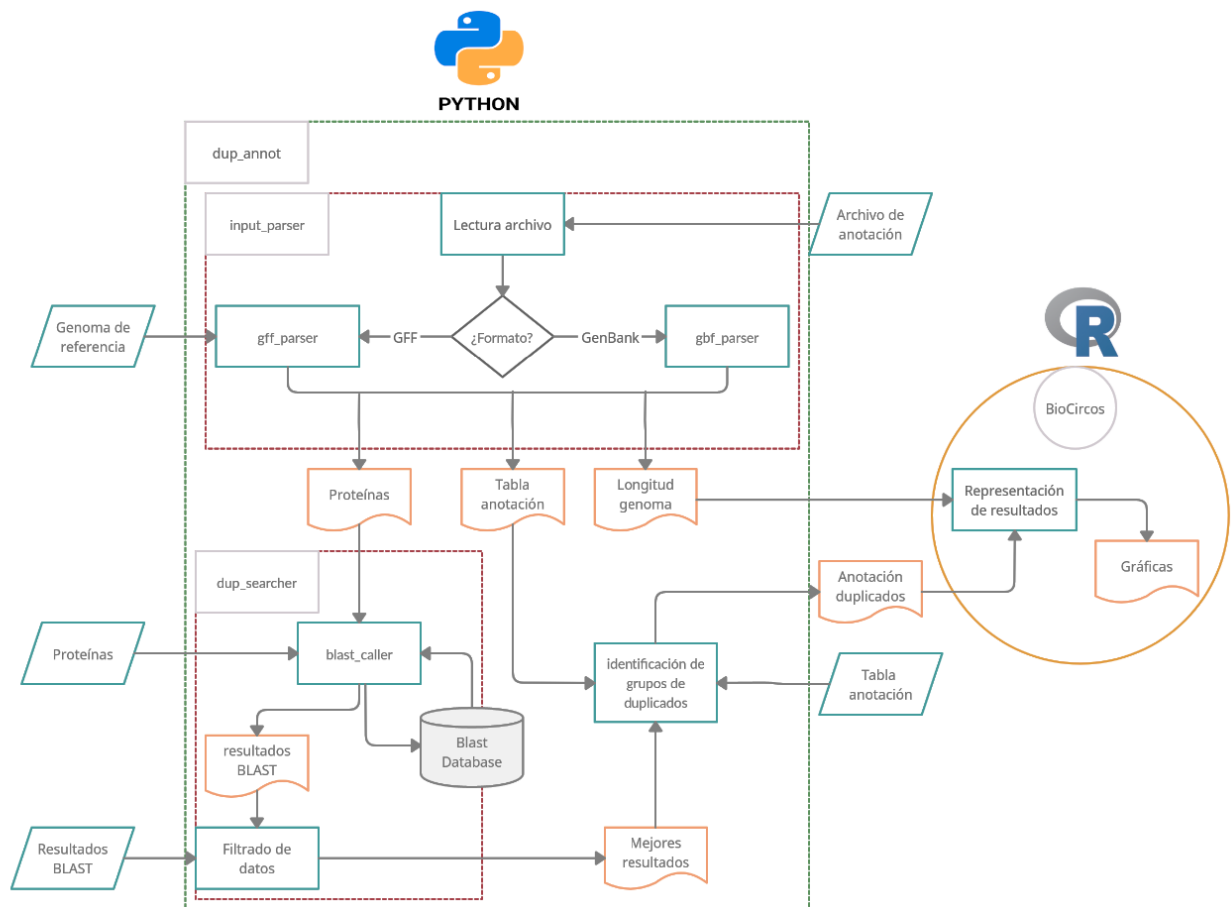 PYTHON
dup_annot
input_parser
Lectura archivo
Archivo de
anotación
Genoma de
referencia
gff_parser
GFF
¿Formato?
GenBank
gbf_parser
R
BioCircos
Proteínas
Tabla
anotación
Longitud
genoma
Representación
de resultados
Gráficas
dup_searcher
Anotación
duplicados
Proteínas
blast_caller
identificación de
grupos de
duplicados
Tabla
anotación
resultados
BLAST
Blast
Database
Resultados
BLAST
Filtrado de
datos
Mejores
resultados